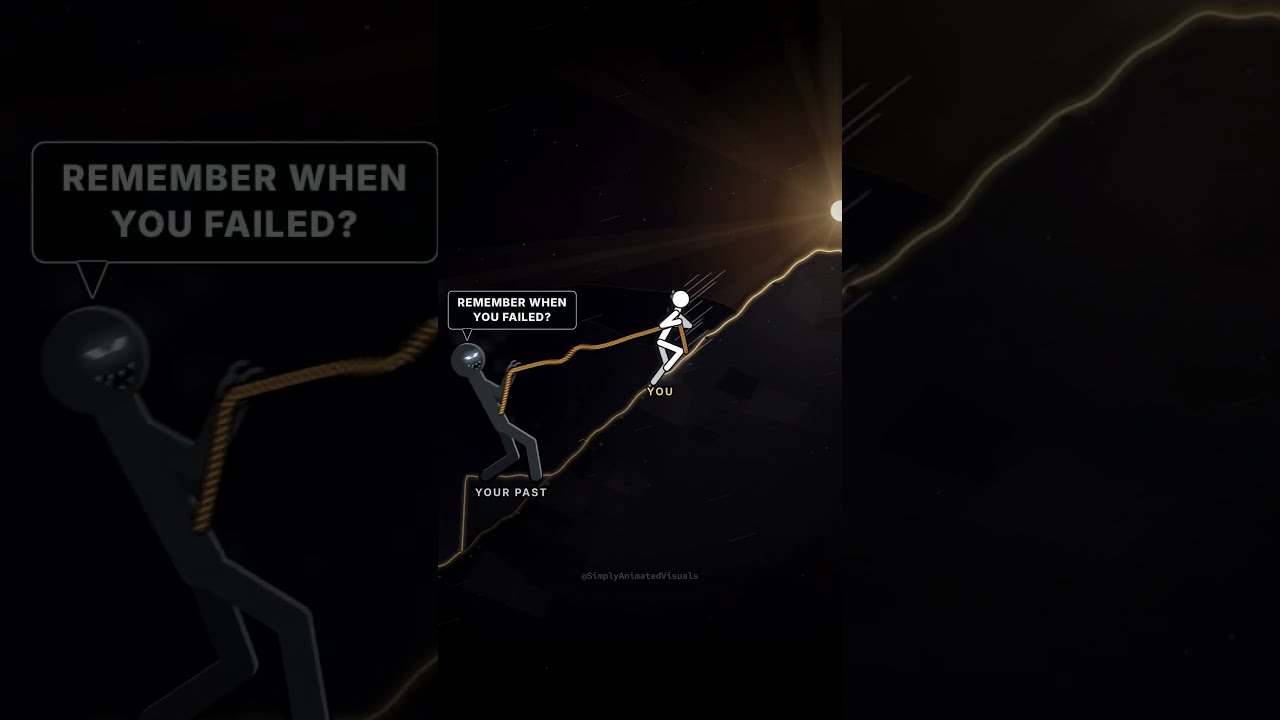 REMEMBER WHEN
YOU FAILED?
REMEMBER WHEN
YOU FAILED?
YOU
YOUR PAST
@SimplyAnimatedVisuals